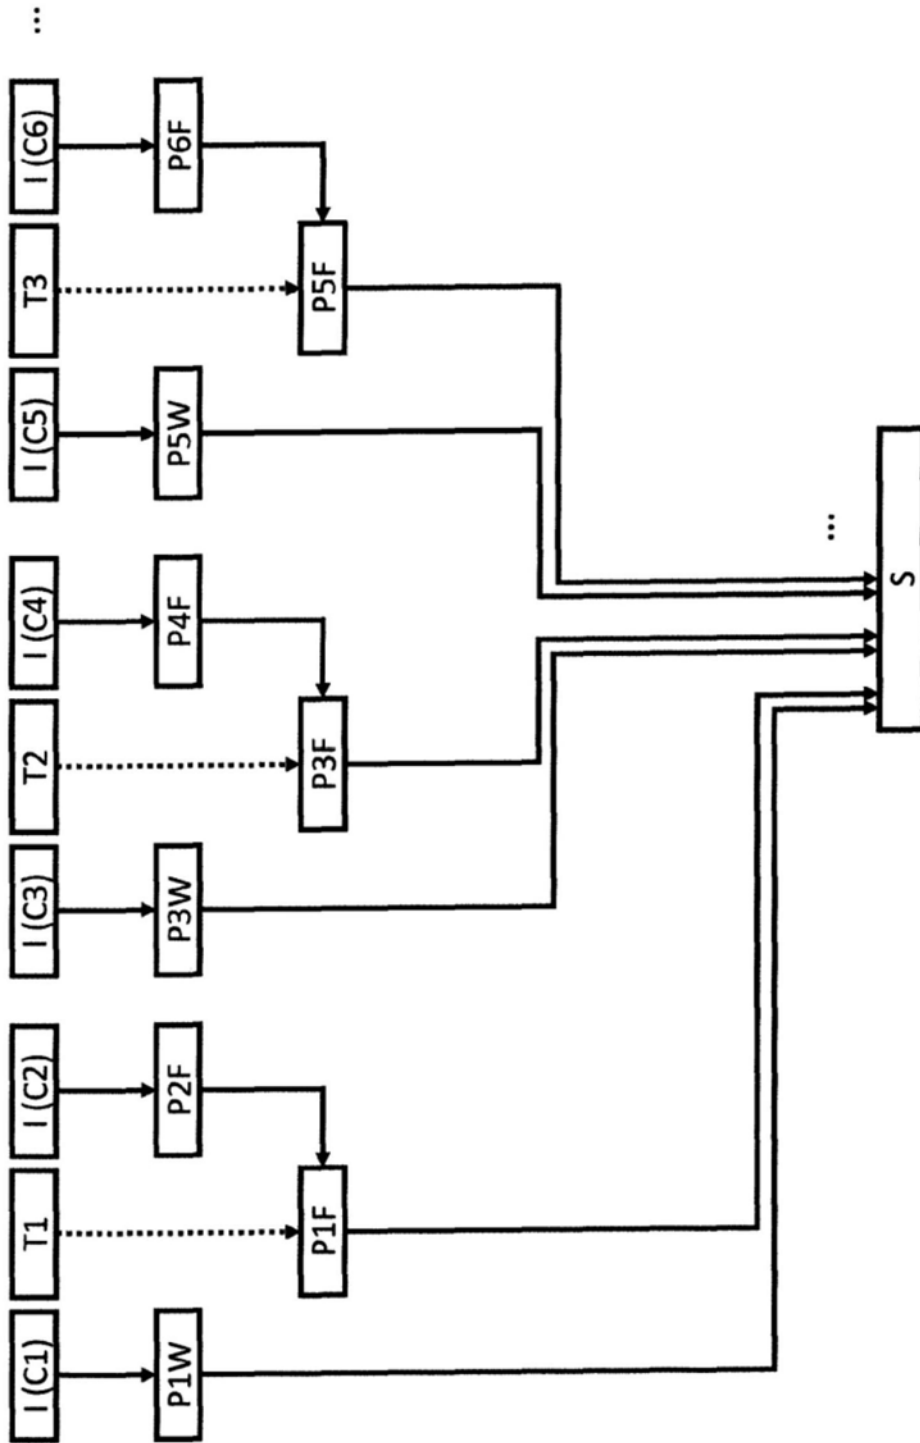 I (C1)
T1
I (C2)
I (C3)
T2
I (C4)
I (C5)
T3
I (C6)
...
P1W
P2F
P3W
P4F
P5W
P6F
P1F
P3F
P5F
...
S